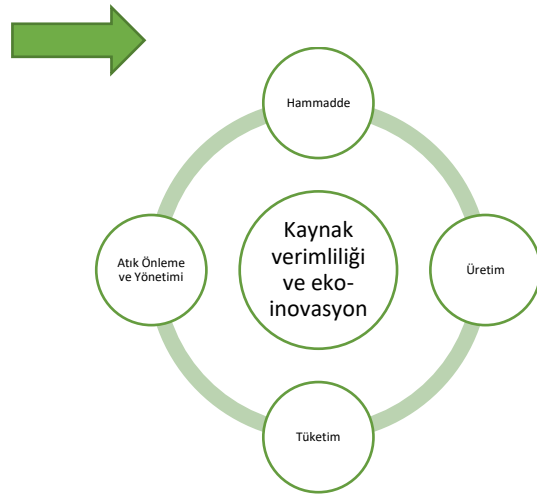 Hammadde
Kaynak
verimliliği
ve eko-
inovasyon
Atık Önleme
ve Yönetimi
Üretim
Tüketim